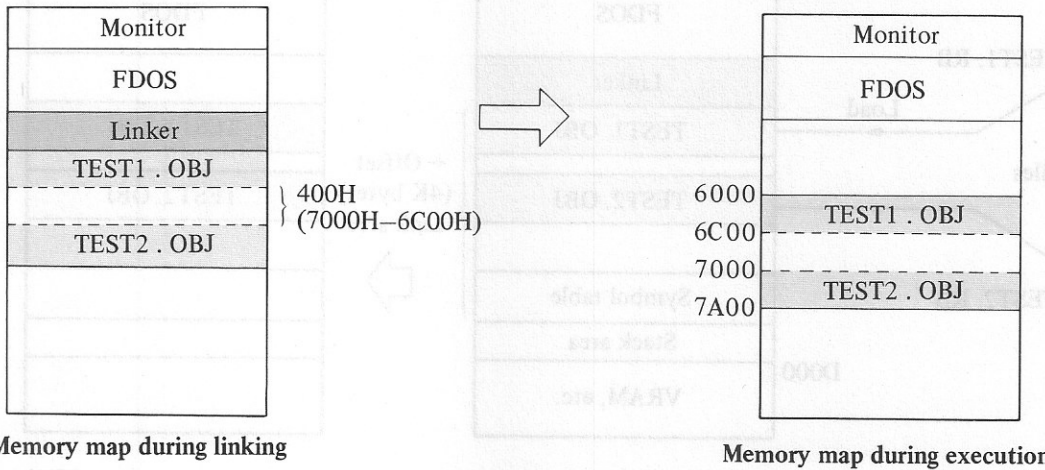 Monitor
FDOS
Linker
TEST1 . OBJ
TEST2 . OBJ
400H
(7000H–6C00H)
Memory map during linking
Monitor
FDOS
6000
TEST1 . OBJ
6C00
7000
TEST2 . OBJ
7A00
Memory map during execution